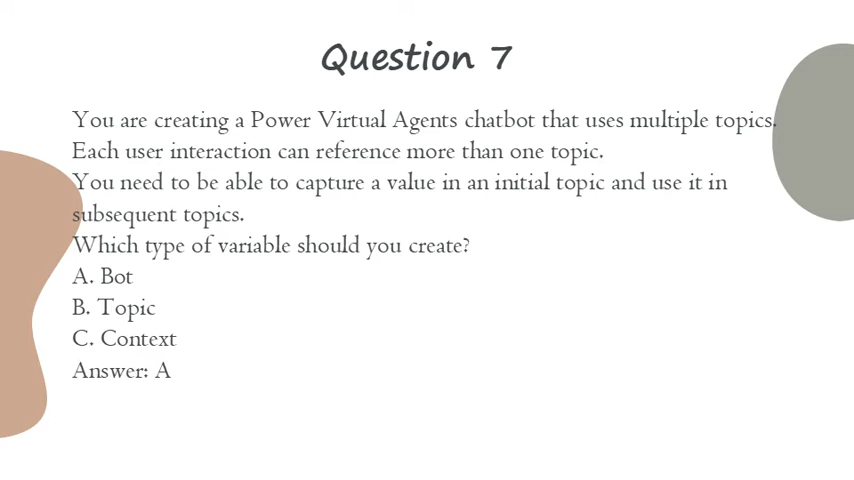 Question 7
You are creating a Power Virtual Agents chatbot that uses multiple topics.
Each user interaction can reference more than one topic.
You need to be able to capture a value in an initial topic and use it in
subsequent topics.
Which type of variable should you create?
A. Bot
B. Topic
C. Context
Answer: A